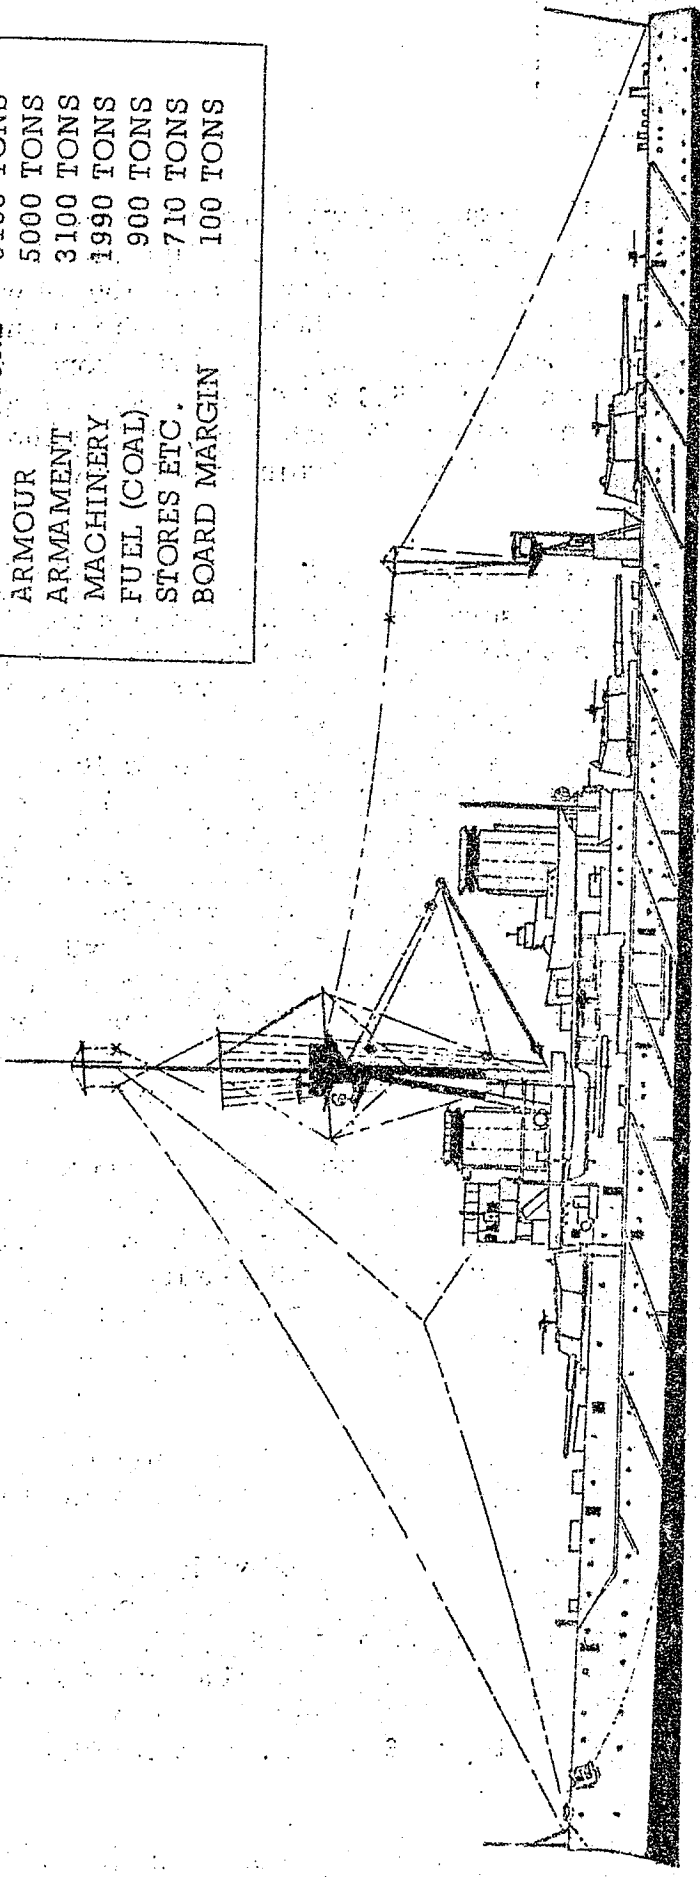 TONS
ARMOUR 5000 TONS
ARMAMENT 3100 TONS
MACHINERY 1990 TONS
FUEL (COAL) 900 TONS
STORES ETC. 710 TONS
BOARD MARGIN 100 TONS